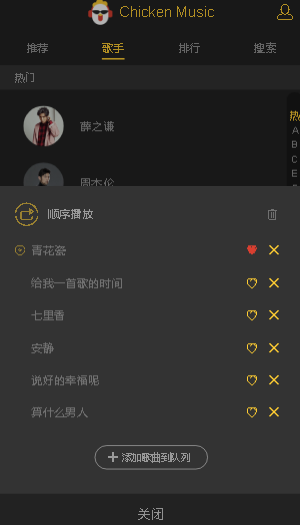 Chicken Music
推荐 歌手 排行 搜索
热门
薛之谦
周杰伦
热
A
B
C
E
顺序播放
青花瓷
给我一首歌的时间
七里香
安静
说好的幸福呢
算什么男人
添加歌曲到队列
关闭